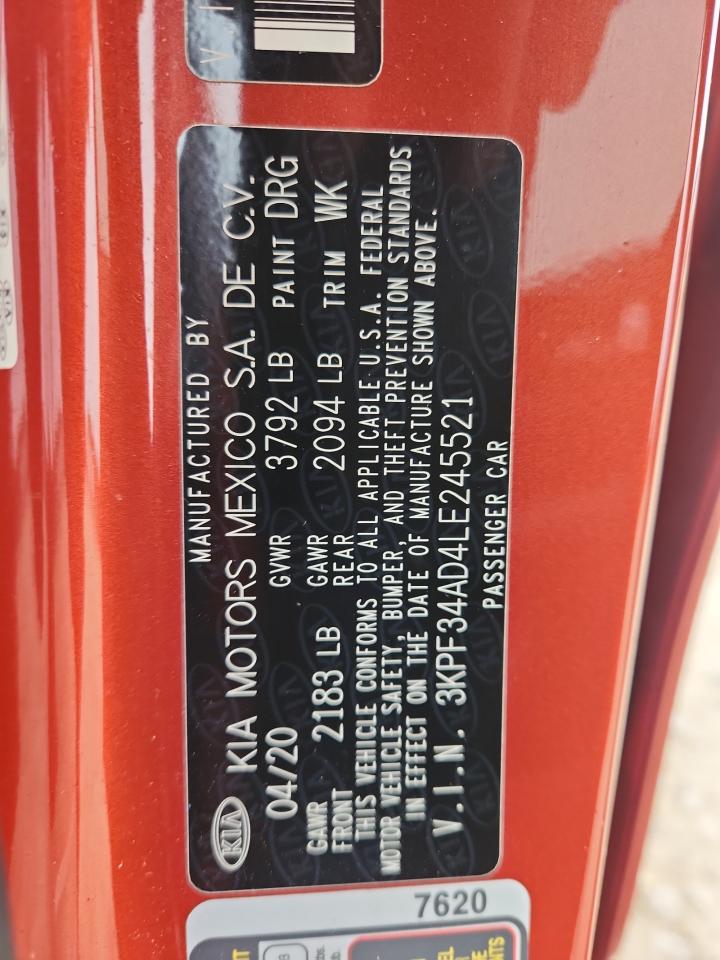 V.I
MANUFACTURED BY
KIA KIA MOTORS MEXICO S.A. DE C.V.
04/20 GVWR 3792 LB PAINT DRG
GAWR FRONT 2183 LB GAWR REAR 2094 LB TRIM WK
THIS VEHICLE CONFORMS TO ALL APPLICABLE U.S.A. FEDERAL
MOTOR VEHICLE SAFETY, BUMPER, AND THEFT PREVENTION STANDARDS
IN EFFECT ON THE DATE OF MANUFACTURE SHOWN ABOVE.
V.I.N. 3KPF34AD4LE245521
PASSENGER CAR
7620